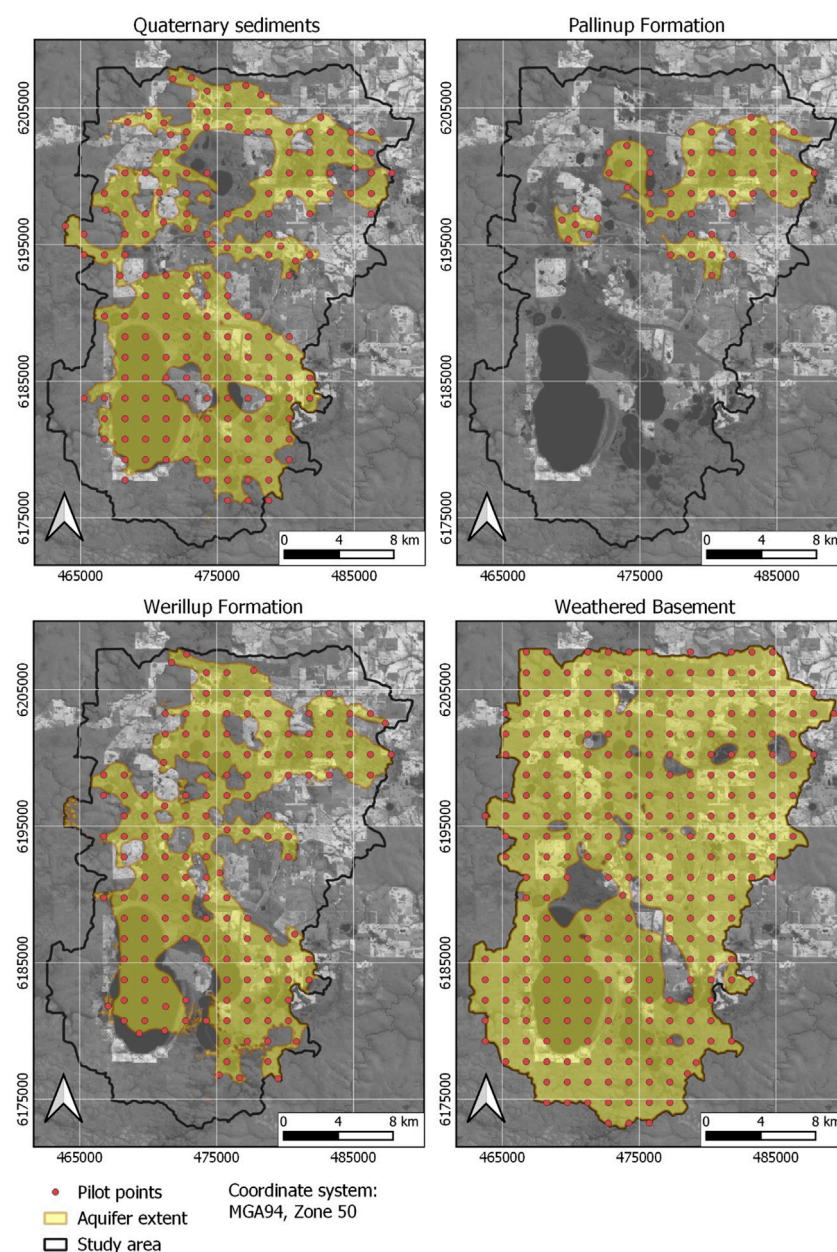 Quaternary sediments
Pallinup Formation
6205000
6195000
6185000
6175000
0 4 8 km
465000 475000 485000
6205000
6195000
6185000
6175000
0 4 8 km
465000 475000 485000
Werillup Formation
Weathered Basement
6205000
6195000
6185000
6175000
0 4 8 km
465000 475000 485000
6205000
6195000
6185000
6175000
0 4 8 km
465000 475000 485000
Pilot points
Aquifer extent
Study area
Coordinate system:
MGA94, Zone 50